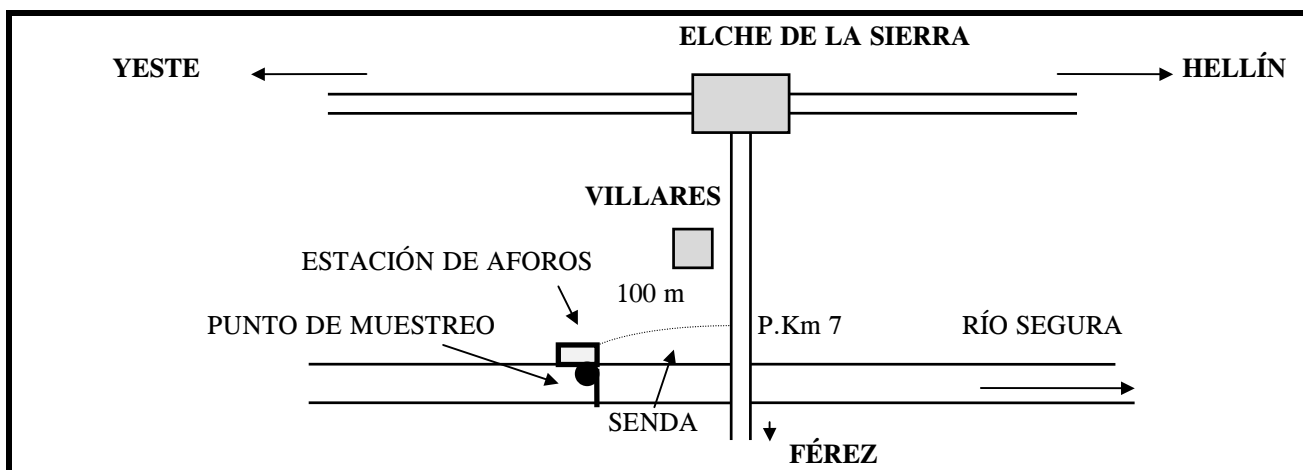 ELCHE DE LA SIERRA
YESTE
HELLÍN
VILLARES
ESTACIÓN DE AFOROS
100 m
PUNTO DE MUESTREO
P.Km 7
RÍO SEGURA
SENDA
FÉREZ